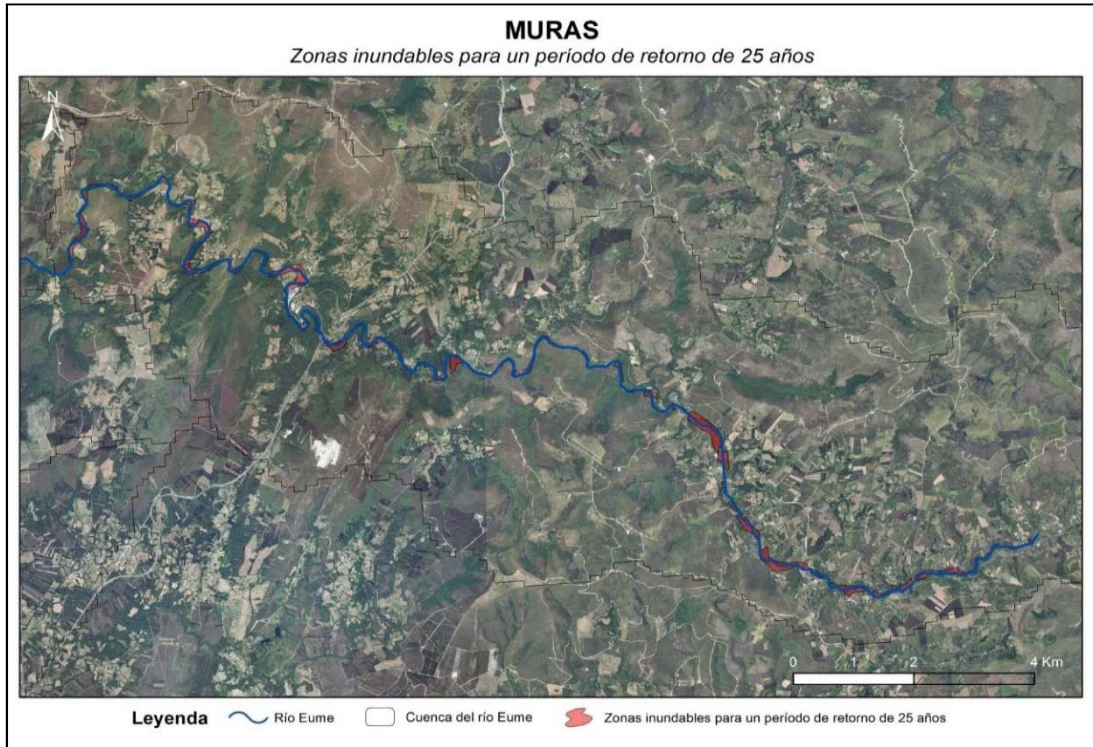 MURAS
Zonas inundables para un período de retorno de 25 años
N
0 1 2 4 Km
Leyenda Río Eume Cuenca del río Eume Zonas inundables para un período de retorno de 25 años